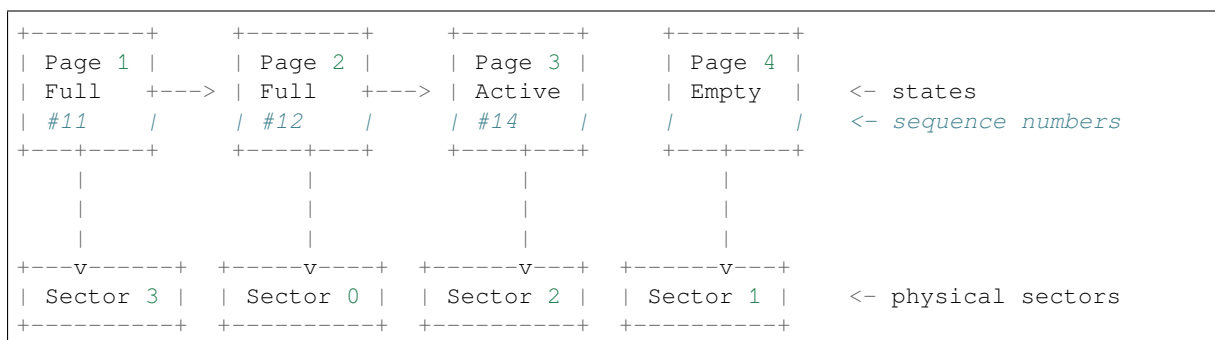 +--------+       +--------+       +--------+       +--------+
| Page 1 |       | Page 2 |       | Page 3 |       | Page 4 |
| Full   +---> | Full   +---> | Active |       | Empty  |   <- states
| #11    |       | #12    |       | #14    |       |        |   <- sequence numbers
+---+----+       +----+---+       +----+---+       +---+----+
|                 |                |               |
|                 |                |               |
|                 |                |               |
+---v------+  +-----v----+  +------v---+  +------v---+
| Sector 3 |  | Sector 0 |  | Sector 2 |  | Sector 1 |    <- physical sectors
+----------+  +----------+  +----------+  +----------+